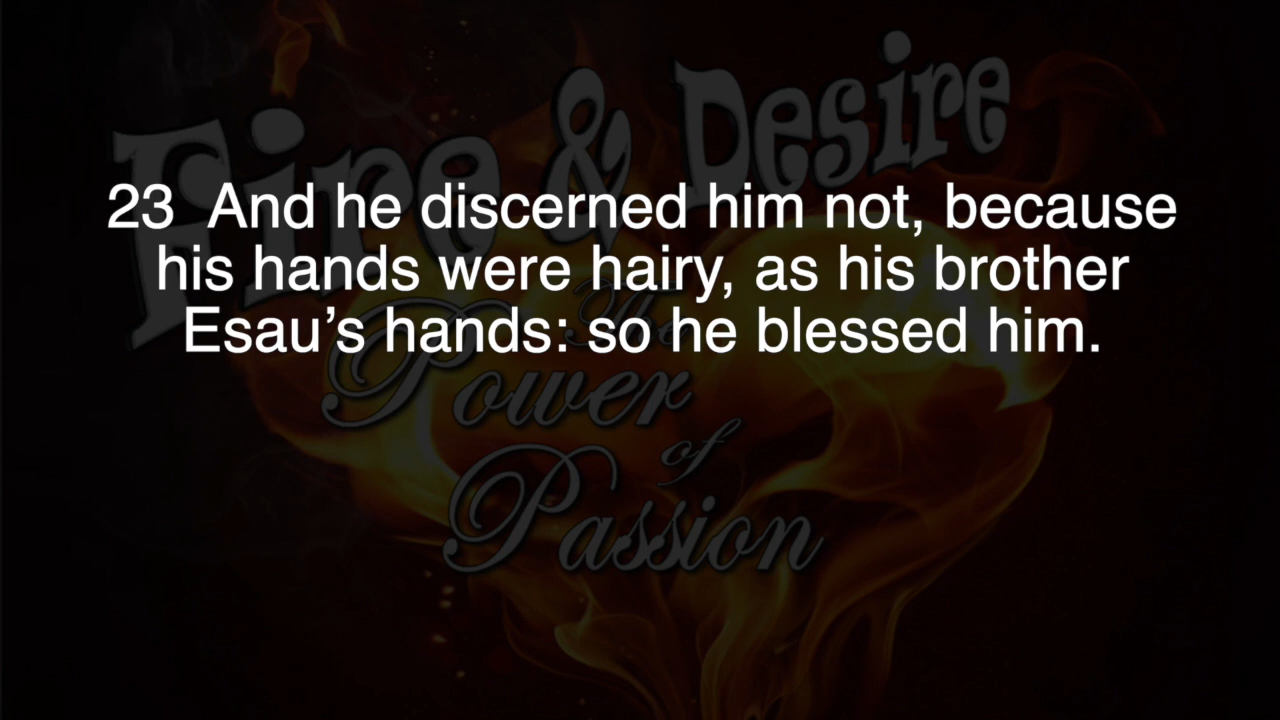 Fire & Desire
23 And he discerned him not, because
his hands were hairy, as his brother
Esau’s hands: so he blessed him.
The
Power
of
Passion